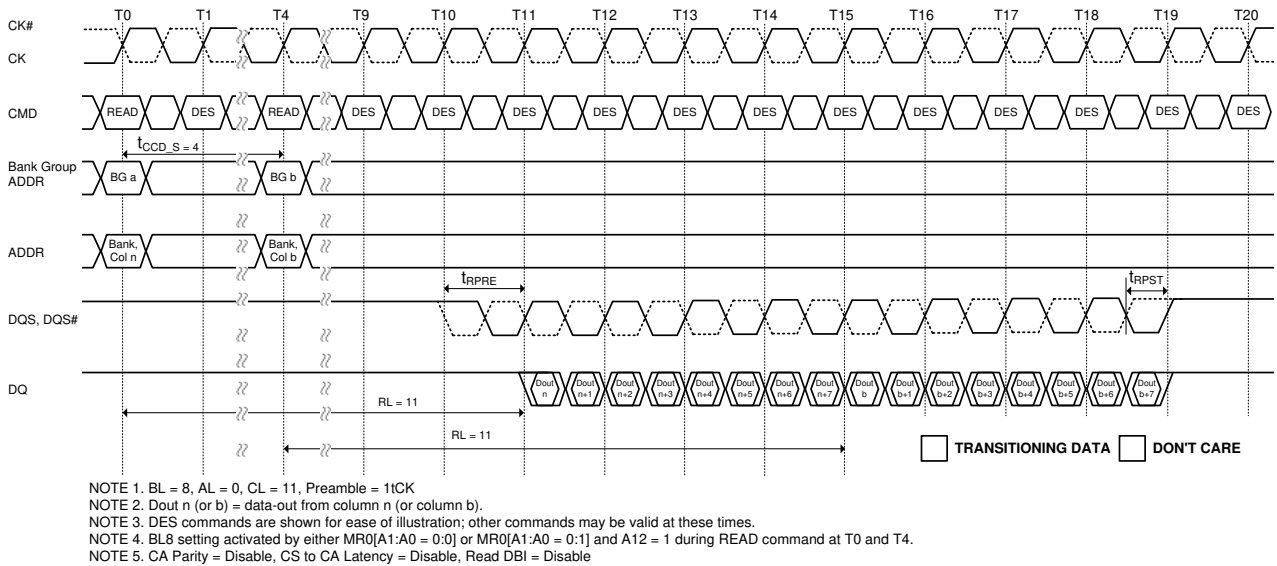 T0 T1 T4 T9 T10 T11 T12 T13 T14 T15 T16 T17 T18 T19 T20
CK#
CK
CMD READ DES READ DES DES DES DES DES DES DES DES DES DES DES DES
tCCD_S = 4
Bank Group
ADDR
BG a BG b
ADDR
Bank, Col n
Bank, Col b
tRPRE tRPST
DQS, DQS#
DQ
Dout n
Dout n+1
Dout n+2
Dout n+3
Dout n+4
Dout n+5
Dout n+6
Dout n+7
Dout b
Dout b+1
Dout b+2
Dout b+3
Dout b+4
Dout b+5
Dout b+6
Dout b+7
RL = 11
RL = 11
TRANSITIONING DATA DON'T CARE
NOTE 1. BL = 8, AL = 0, CL = 11, Preamble = 1tCK
NOTE 2. Dout n (or b) = data-out from column n (or column b).
NOTE 3. DES commands are shown for ease of illustration; other commands may be valid at these times.
NOTE 4. BL8 setting activated by either MR0[A1:A0 = 0:0] or MR0[A1:A0 = 0:1] and A12 = 1 during READ command at T0 and T4.
NOTE 5. CA Parity = Disable, CS to CA Latency = Disable, Read DBI = Disable